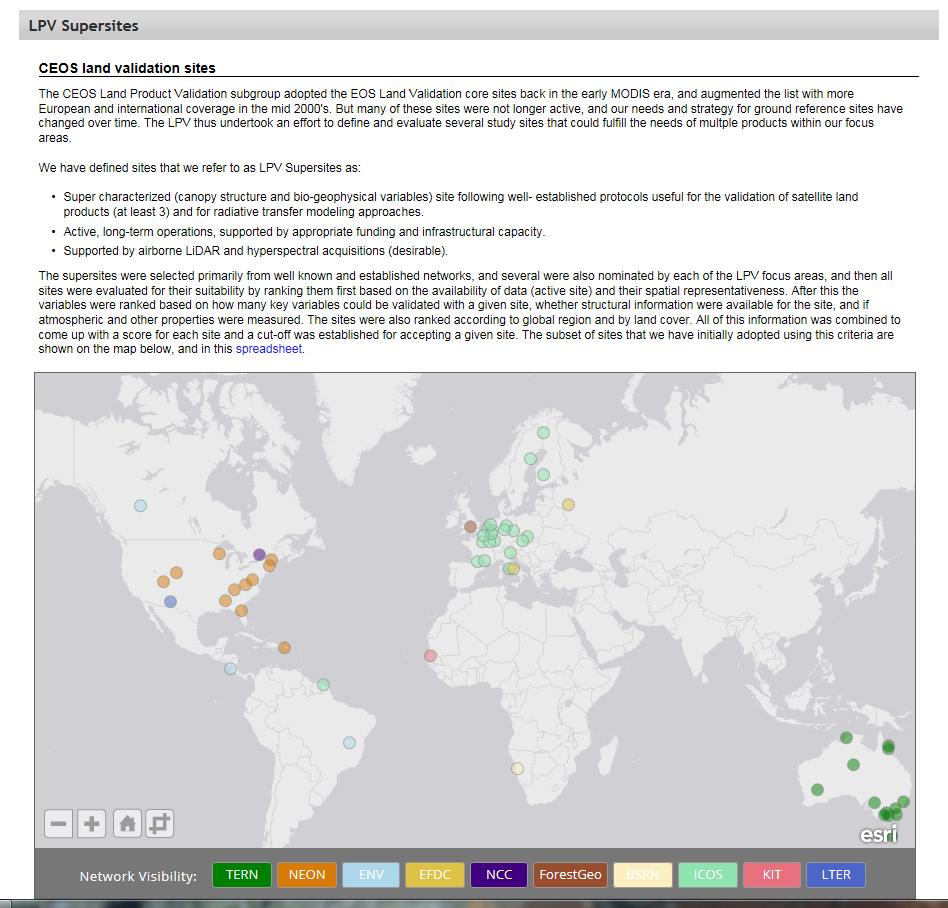 LPV Supersites
CEOS land validation sites
The CEOS Land Product Validation subgroup adopted the EOS Land Validation core sites back in the early MODIS era, and augmented the list with more
European and international coverage in the mid 2000's. But many of these sites were not longer active, and our needs and strategy for ground reference sites have
changed over time. The LPV thus undertook an effort to define and evaluate several study sites that could fulfill the needs of multple products within our focus
areas.
We have defined sites that we refer to as LPV Supersites as:
• Super characterized (canopy structure and bio-geophysical variables) site following well- established protocols useful for the validation of satellite land
products (at least 3) and for radiative transfer modeling approaches.
• Active, long-term operations, supported by appropriate funding and infrastructural capacity.
• Supported by airborne LiDAR and hyperspectral acquisitions (desirable).
The supersites were selected primarily from well known and established networks, and several were also nominated by each of the LPV focus areas, and then all
sites were evaluated for their suitability by ranking them first based on the availability of data (active site) and their spatial representativeness. After this the
variables were ranked based on how many key variables could be validated with a given site, whether structural information were available for the site, and if
atmospheric and other properties were measured. The sites were also ranked according to global region and by land cover. All of this information was combined to
come up with a score for each site and a cut-off was established for accepting a given site. The subset of sites that we have initially adopted using this criteria are
shown on the map below, and in this spreadsheet.
esri
Network Visibility: TERN NEON ENV EFDC NCC ForestGeo BSRN ICOS KIT LTER